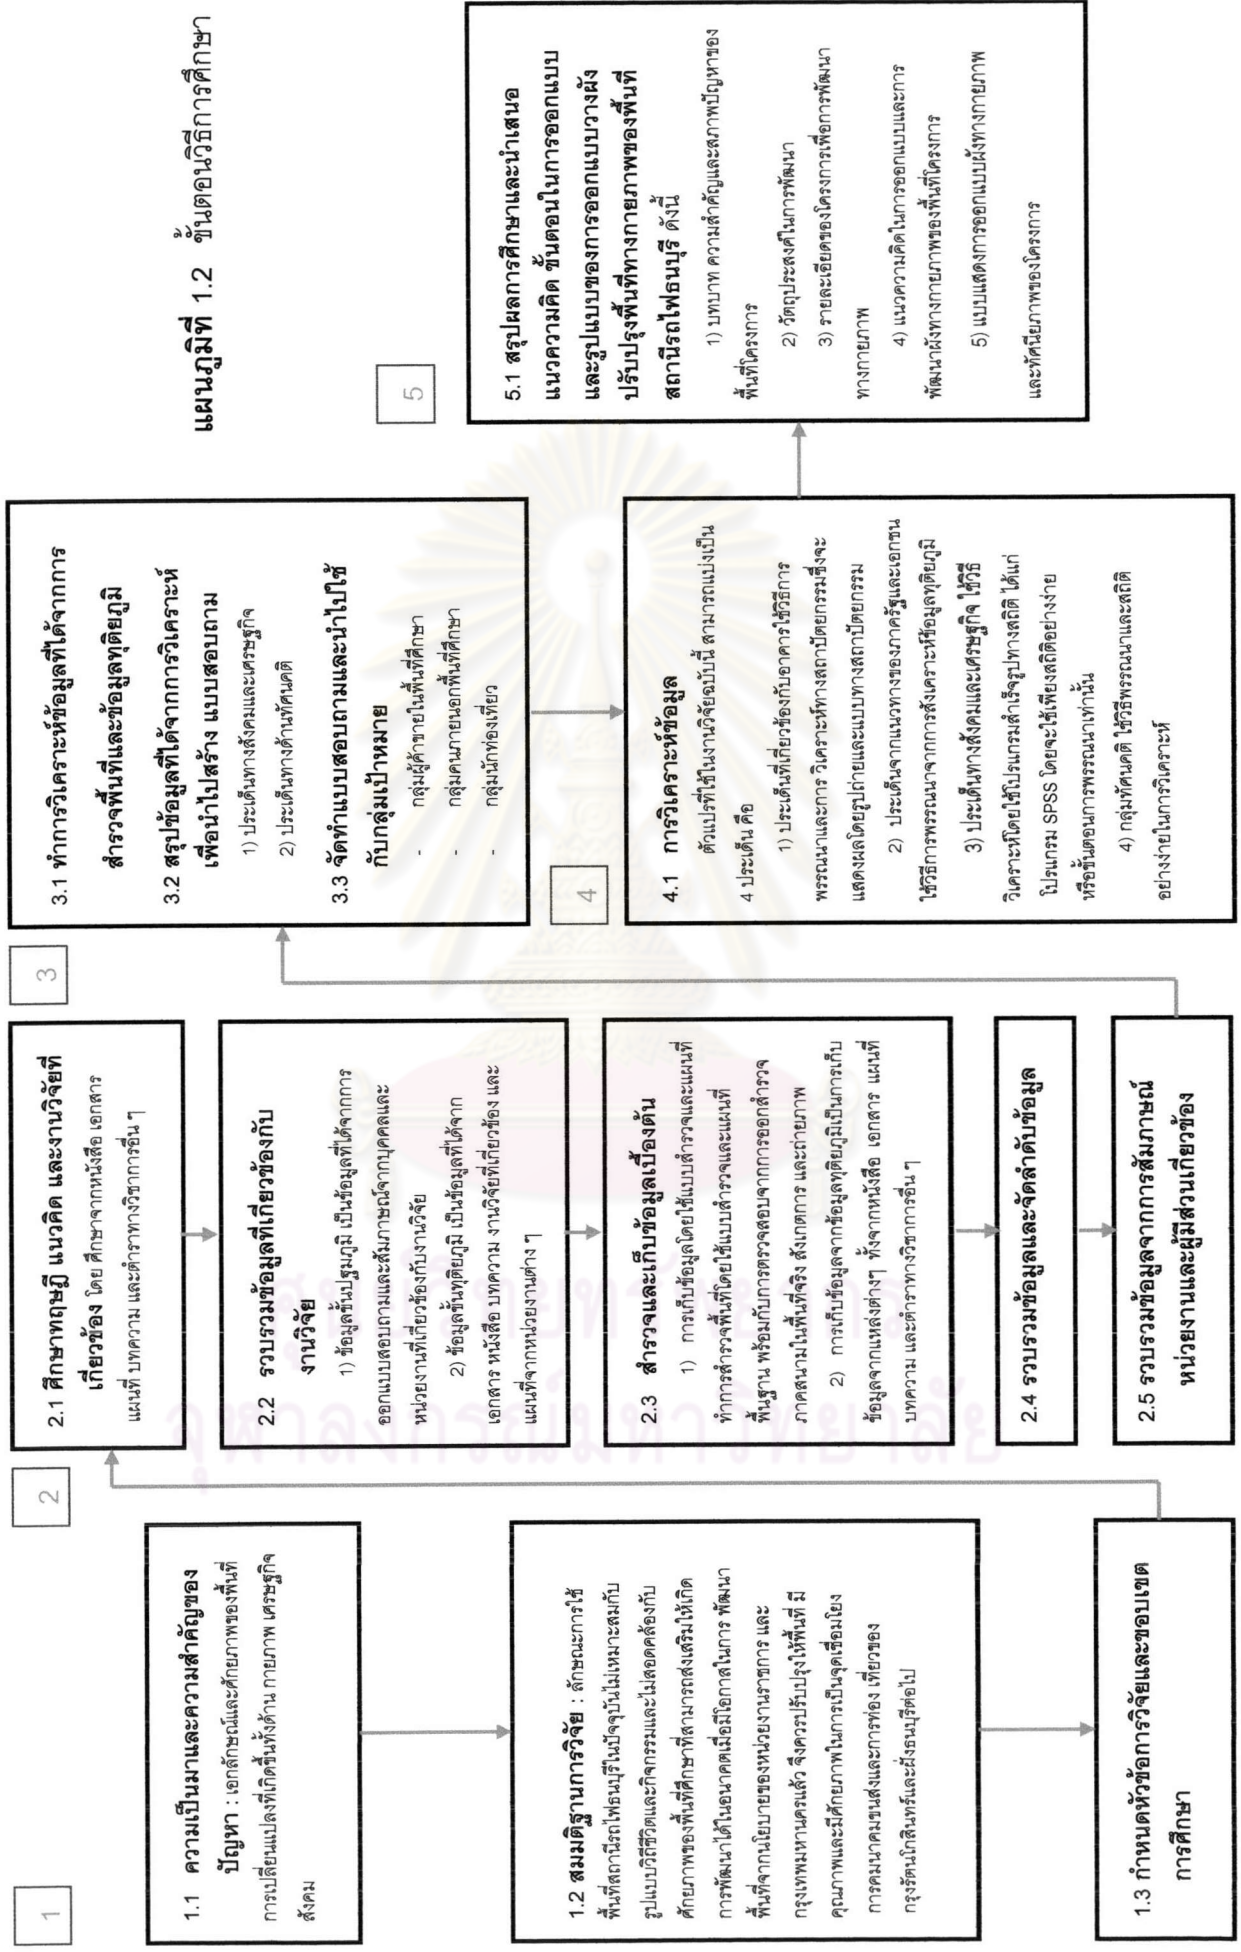 แผนภูมิที่ 1.2 ขั้นตอนวิธีการศึกษา
1
1.1 ความเป็นมาและความสำคัญของ
ปัญหา : เอกลักษณ์และศักยภาพของพื้นที่
การเปลี่ยนแปลงที่เกิดขึ้นทั้งด้าน กายภาพ เศรษฐกิจ
สังคม
1.2 สมมติฐานการวิจัย : ลักษณะการใช้
พื้นที่สถานีรถไฟธนบุรีในปัจจุบันไม่เหมาะสมกับ
รูปแบบวิถีชีวิตและกิจกรรมและไม่สอดคล้องกับ
ศักยภาพของพื้นที่ศึกษาที่สามารถส่งเสริมให้เกิด
การพัฒนาได้ในอนาคตเมื่อมีโอกาสในการ พัฒนา
พื้นที่จากนโยบายของหน่วยงานราชการ และ
กรุงเทพมหานครแล้ว จึงควรปรับปรุงให้พื้นที่ มี
คุณภาพและมีศักยภาพในการเป็นจุดเชื่อมโยง
การคมนาคมขนส่งและการท่อง เที่ยวของ
กรุงรัตนโกสินทร์และฝั่งธนบุรีต่อไป
1.3 กำหนดหัวข้อการวิจัยและขอบเขต
การศึกษา
2
2.1 ศึกษาทฤษฎี แนวคิด และงานวิจัยที่
เกี่ยวข้อง โดย ศึกษาจากหนังสือ เอกสาร
แผนที่ บทความ และตำราทางวิชาการอื่น ๆ
2.2 รวบรวมข้อมูลที่เกี่ยวข้องกับ
งานวิจัย
1) ข้อมูลขั้นปฐมภูมิ เป็นข้อมูลที่ได้จากการ
ออกแบบสอบถามและสัมภาษณ์จากบุคคลและ
หน่วยงานที่เกี่ยวข้องกับงานวิจัย
2) ข้อมูลขั้นทุติยภูมิ เป็นข้อมูลที่ได้จาก
เอกสาร หนังสือ บทความ งานวิจัยที่เกี่ยวข้อง และ
แผนที่จากหน่วยงานต่าง ๆ
2.3 สำรวจและเก็บข้อมูลเบื้องต้น
1) การเก็บข้อมูลโดยใช้แบบสำรวจและแผนที่
ทำการสำรวจพื้นที่โดยใช้แบบสำรวจและแผนที่
พื้นฐาน พร้อมกับการตรวจสอบจากการออกสำรวจ
ภาคสนามในพื้นที่จริง สังเกตการ และถ่ายภาพ
2) การเก็บข้อมูลจากข้อมูลทุติยภูมิเป็นการเก็บ
ข้อมูลจากแหล่งต่างๆ ทั้งจากหนังสือ เอกสาร แผนที่
บทความ และตำราทางวิชาการอื่น ๆ
2.4 รวบรวมข้อมูลและจัดลำดับข้อมูล
2.5 รวบรวมข้อมูลจากการสัมภาษณ์
หน่วยงานและผู้มีส่วนเกี่ยวข้อง
3
3.1 ทำการวิเคราะห์ข้อมูลที่ได้จากการ
สำรวจพื้นที่และข้อมูลทุติยภูมิ
3.2 สรุปข้อมูลที่ได้จากการวิเคราะห์
เพื่อนำไปสร้าง แบบสอบถาม
1) ประเด็นทางสังคมและเศรษฐกิจ
2) ประเด็นทางด้านทัศนคติ
3.3 จัดทำแบบสอบถามและนำไปใช้
กับกลุ่มเป้าหมาย
- กลุ่มผู้ค้าขายในพื้นที่ศึกษา
- กลุ่มคนภายนอกพื้นที่ศึกษา
- กลุ่มนักท่องเที่ยว
4
4.1 การวิเคราะห์ข้อมูล
ตัวแปรที่ใช้ในงานวิจัยฉบับนี้ สามารถแบ่งเป็น
4 ประเด็น คือ
1) ประเด็นที่เกี่ยวข้องกับอาคารใช้วิธีการ
พรรณนาและการ วิเคราะห์ทางสถาปัตยกรรมซึ่งจะ
แสดงผลโดยรูปถ่ายและแบบทางสถาปัตยกรรม
2) ประเด็นจากแนวทางของภาครัฐและเอกชน
ใช้วิธีการพรรณนาจากการสังเคราะห์ข้อมูลทุติยภูมิ
3) ประเด็นทางสังคมและเศรษฐกิจ ใช้วิธี
วิเคราะห์โดยใช้โปรแกรมสำเร็จรูปทางสถิติ ได้แก่
โปรแกรม SPSS โดยจะใช้เพียงสถิติอย่างง่าย
หรือขั้นตอนการพรรณนาเท่านั้น
4) กลุ่มทัศนคติ ใช้วิธีพรรณนาและสถิติ
อย่างง่ายในการวิเคราะห์
5
5.1 สรุปผลการศึกษาและนำเสนอ
แนวความคิด ขั้นตอนในการออกแบบ
และรูปแบบของการออกแบบวางผัง
ปรับปรุงพื้นที่ทางกายภาพของพื้นที่
สถานีรถไฟธนบุรี ดังนี้
1) บทบาท ความสำคัญและสภาพปัญหาของ
พื้นที่โครงการ
2) วัตถุประสงค์ในการพัฒนา
3) รายละเอียดของโครงการเพื่อการพัฒนา
ทางกายภาพ
4) แนวความคิดในการออกแบบและการ
พัฒนาผังทางกายภาพของพื้นที่โครงการ
5) แบบแสดงการออกแบบผังทางกายภาพ
และทัศนียภาพของโครงการ
ศูนย์วิทยทรัพยากร
จุฬาลงกรณ์มหาวิทยาลัย